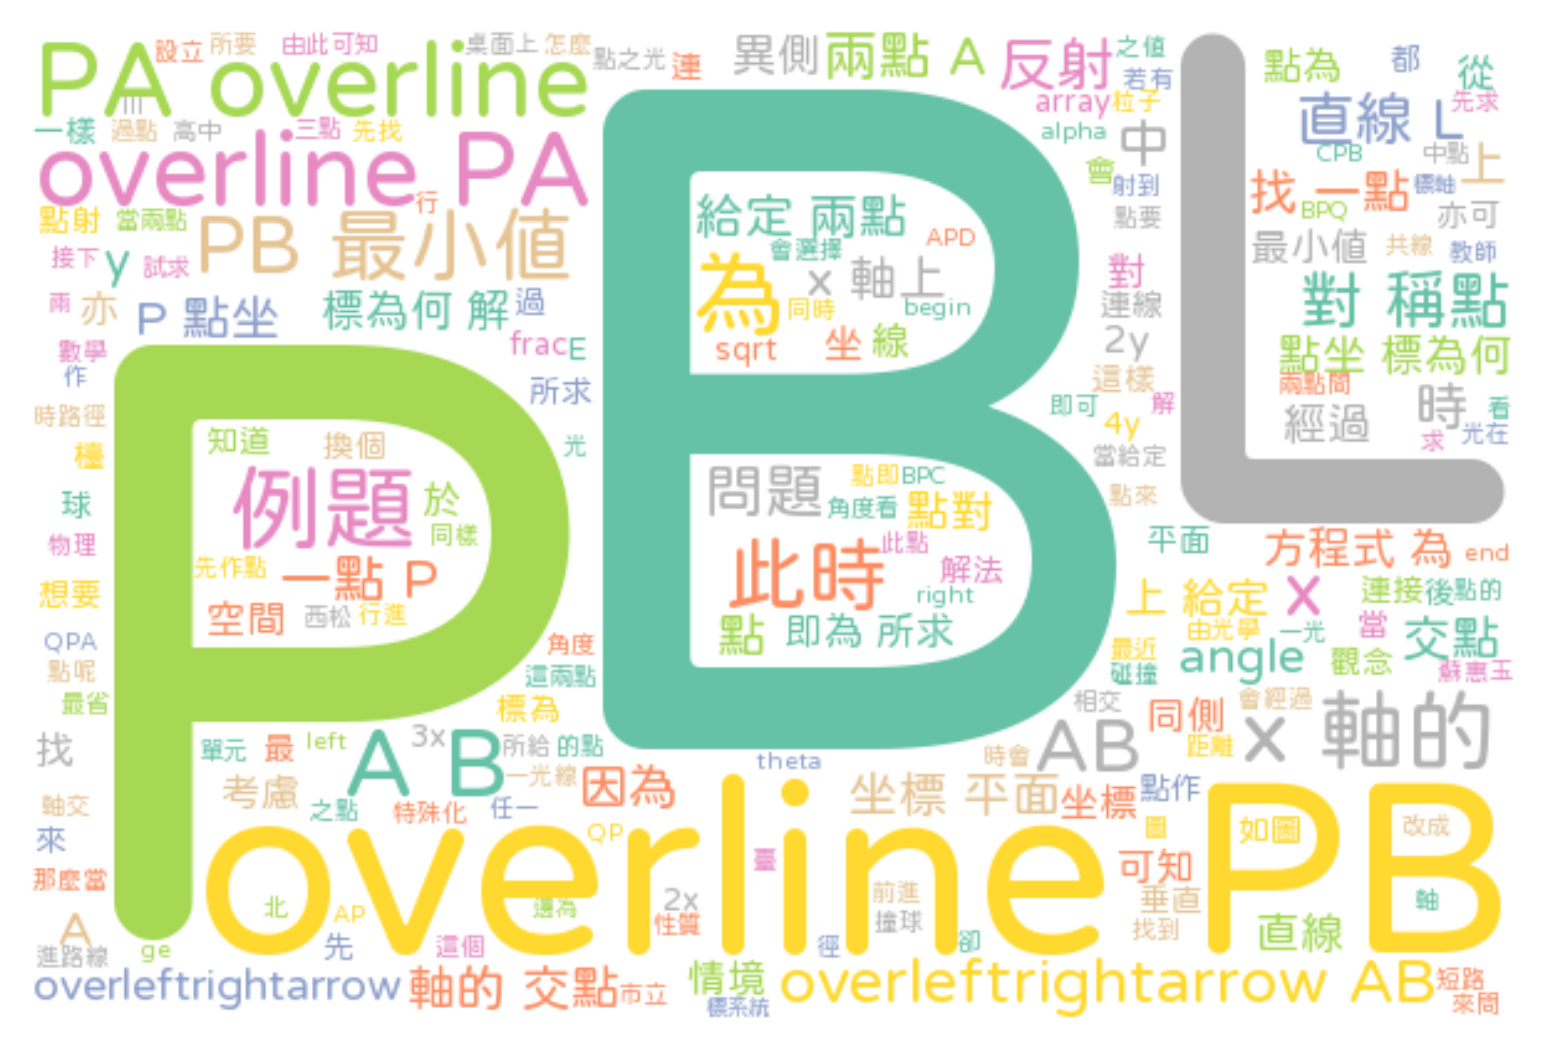 PA overline
設立
所要
由此可知
桌面上
怎麼
點之光
連
異側
兩點 A
反射
之值
若有
點為
都
從
一樣
過點
高中
三點
先找
array
粒子
直線 L
先求
overline PA
alpha
中
CPB
中點
上
點射
當兩點
行
會
射到
找 一點
標軸
BPQ
亦可
PB 最小值
給定 兩點
APD
點要
接下
y
試求
會選擇
為
x 軸上
對
最小值
共線
教師
兩
亦
P 點坐
標為何 解
過
同時
begin
連線
對 稱點
數學
frac
E
sqrt
坐
線
2y
點坐 標為何
作
所求
這樣
兩點間
時路徑
即可
解
4y
經過
時
看
求
光在
P
B
L
知道
換個
光
當給定
檯
例題
於
同樣
問題
點即
BPC
角度看
點對
點來
球
物理
此點
平面
方程式 為
end
先作點
一點 P
此時
解法
想要
空間
西松
行進
right
上 給定
x
連接
後點的
QPA
角度
點
即為 所求
由光學
一光
當
交點
點呢
這兩點
最近
碰撞
angle
觀念
蘇惠玉
最省
標為
相交
同側
會經過
找
單元
最
left
A B
3x
所給
的點
時會
AB
距離
x 軸的
theta
考慮
一光線
因為
坐標 平面
坐標
點作
軸交
之點
特殊化
任一
來
overline PB
QP
臺
圖
如圖
改成
那麼當
可知
北
AP
邊為
2x
前進
垂直
軸
A
性質
撞球
找到
直線
進路線
ge
先
這個
徑
卻
overleftrightarrow
軸的 交點
市立
情境
標系統
overleftrightarrow AB
短路
來問